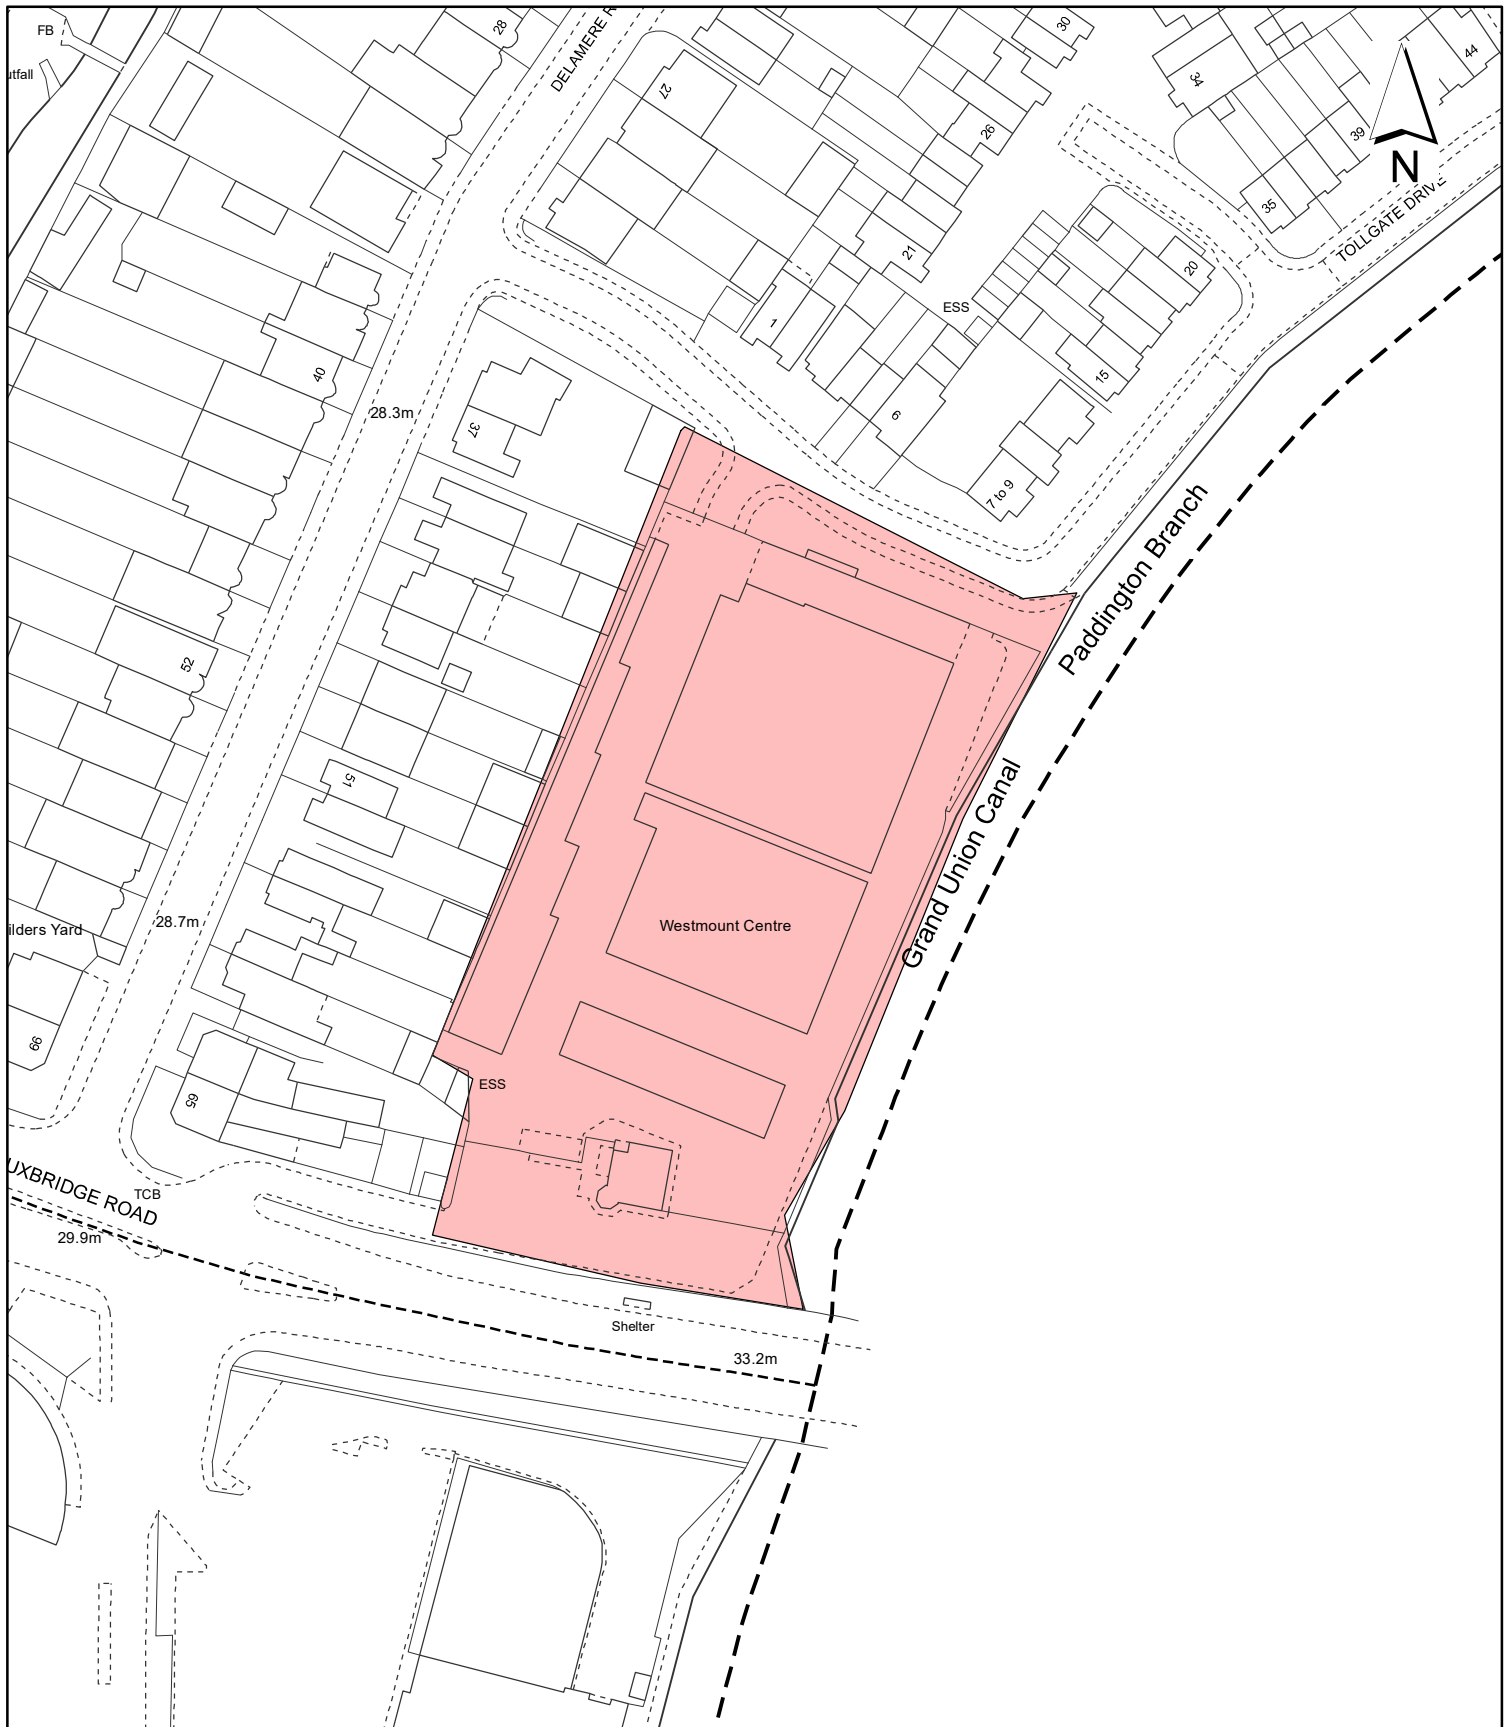 FB
28
DELAMERE R
30
34
44
utfall
27
26
39
N
35
TOLLGATE DRIVE
21
20
ESS
1
40
15
28.3m
37
6
7 to 9
Paddington Branch
52
51
Grand Union Canal
28.7m
ilders Yard
Westmount Centre
66
ESS
65
UXBRIDGE ROAD
TCB
29.9m
Shelter
33.2m